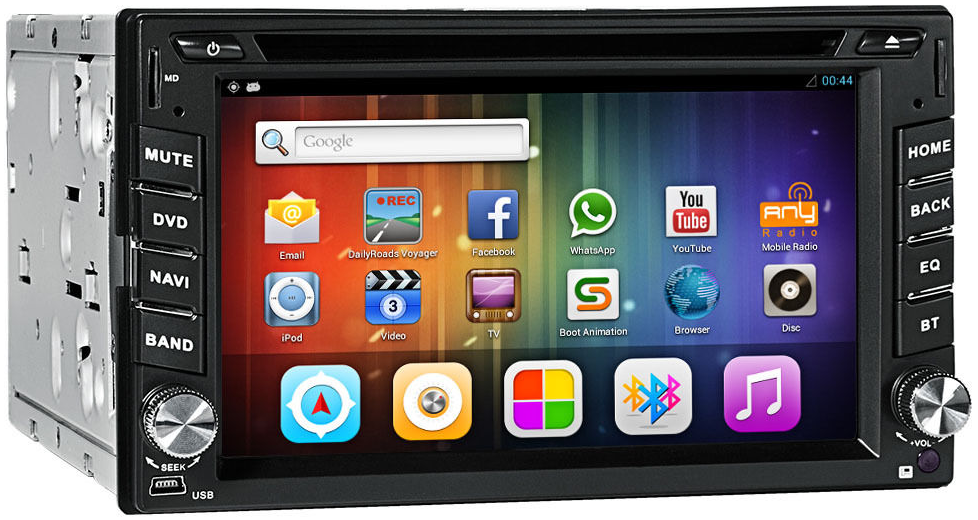 MD
00:44
MUTE
HOME
Google
DVD
BACK
REC
f
You
Tube
Any
Radio
Email
DailyRoads Voyager
Facebook
WhatsApp
YouTube
Mobile Radio
NAVI
EQ
3
S
iPod
Video
TV
Boot Animation
Browser
Disc
BAND
BT
SEEK
+VOL-
USB